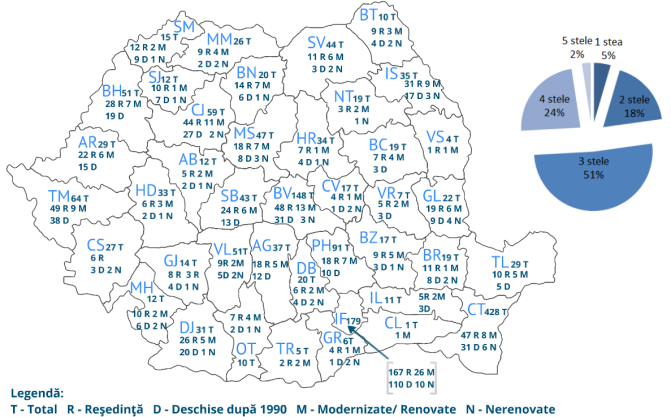 BT 10 T
9 R 3 M
4 D 2 N
SM
15 T
12 R 2 M
9 D 1 N
MM 26 T
9 R 4 M
2 D 2 N
SV 44 T
11 R 6 M
3 D 2 N
5 stele
2%
1 stea
5%
2 stele
18%
4 stele
24%
3 stele
51%
IS 35 T
31 R 9 M
17 D 3 N
SJ 12 T
10 R 1 M
7 D 1 N
BN 20 T
14 R 7 M
6 D 1 N
BH 51 T
28 R 7 M
19 D
NT 19 T
3 R 2 M
1 N
CJ 59 T
44 R 11 M
27 D 2 N
MS 47 T
18 R 7 M
8 D 3 N
HR 34 T
7 R 1 M
4 D 1 N
BC 19 T
7 R 4 M
3 D
VS 4 T
1 R 1 M
AR 29 T
22 R 6 M
15 D
AB 12 T
5 R 2 M
2 D 1 N
TM 64 T
49 R 9 M
38 D
HD 33 T
6 R 3 M
2 D 1 N
SB 43 T
24 R 6 M
13 D
BV 148 T
48 R 13 M
31 D 3 N
CV 17 T
4 R 1 M
1 D 2 N
VR 7 T
5 R 2 M
3 D
GL 22 T
19 R 6 M
9 D 4 N
CS 27 T
6 R
3 D 2 N
GJ 14 T
8 R 3 R
4 D 1 N
VL 51T
9R 2M
5D 2N
AG 37 T
18 R 5 M
12 D
PH 91 T
18 R 7 M
10 D
DB
20 T
6 R 2 M
4 D 2 N
BZ 17 T
9 R 5 M
3 D 1 N
BR 19 T
11 R 1 M
8 D 2 N
TL 29 T
10 R 5 M
5 D
MH
12 T
10 R 2 M
6 D 2 N
IL 11 T
5R 2M
3D
DJ 31 T
26 R 5 M
20 D 1 N
7 R 4 M
2 D 1 N
OT
10 T
TR 5 T
2 R 2 M
IF 179
GR 6T
4 R 1 M
1 D 2 N
CL 1 T
1 M
CT 428 T
47 R 8 M
31 D 6 N
167 R 26 M
110 D 10 N
Legendă:
T - Total R - Reşedinţă D - Deschise după 1990 M - Modernizate/ Renovate N - Nerenovate